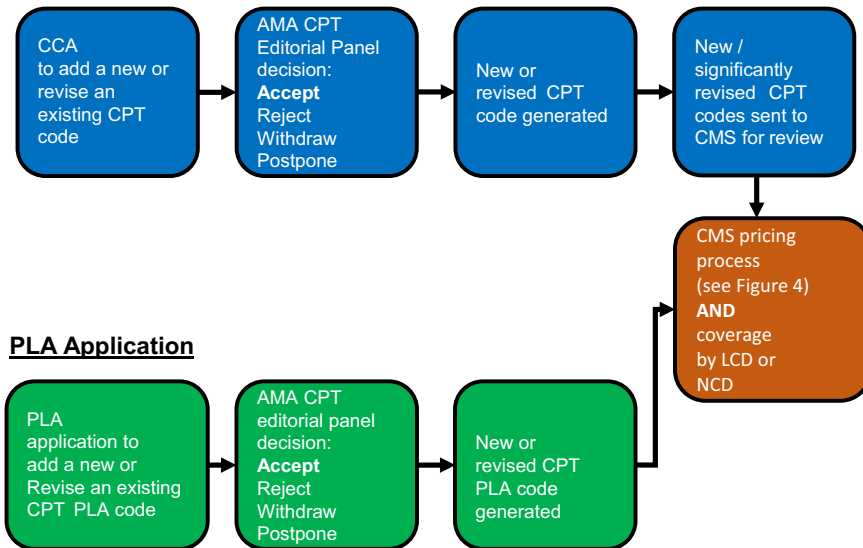 CCA
to add a new or
revise an
existing CPT
code
AMA CPT
Editorial Panel
decision:
Accept
Reject
Withdraw
Postpone
New or
revised CPT
code generated
New /
significantly
revised CPT
codes sent to
CMS for review
CMS pricing
process
(see Figure 4)
AND
coverage
by LCD or
NCD
PLA Application
PLA
application to
add a new or
Revise an existing
CPT PLA code
AMA CPT
editorial panel
decision:
Accept
Reject
Withdraw
Postpone
New or
revised CPT
PLA code
generated